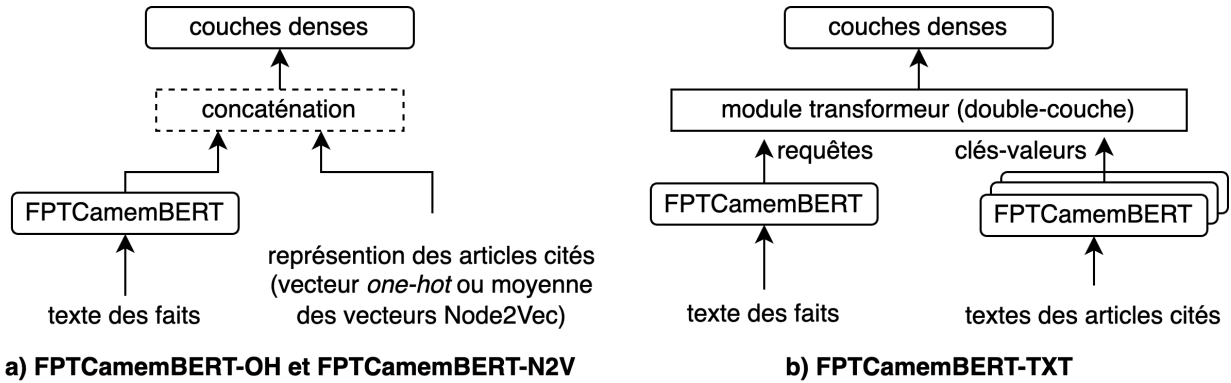 couches denses
concaténation
FPTCamemBERT
représention des articles cités
(vecteur one-hot ou moyenne
des vecteurs Node2Vec)
texte des faits
a) FPTCamemBERT-OH et FPTCamemBERT-N2V
couches denses
module transformeur (double-couche)
requêtes
clés-valeurs
FPTCamemBERT
FPTCamemBERT
texte des faits
textes des articles cités
b) FPTCamemBERT-TXT